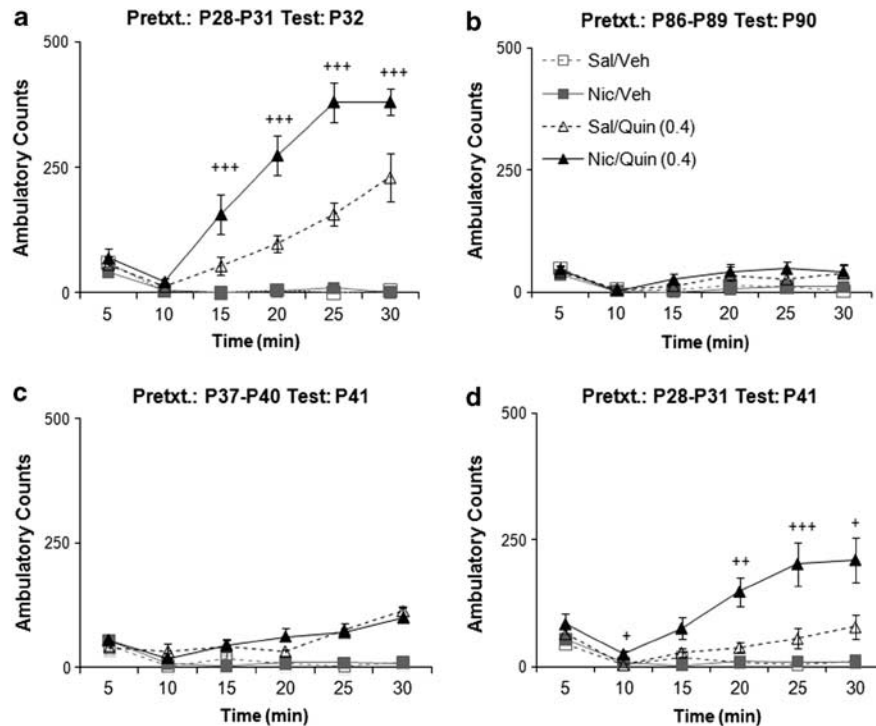 a Pretxt.: P28-P31 Test: P32
500
250
0
Ambulatory Counts
+++
+++
+++
+++
5 10 15 20 25 30
Time (min)
b Pretxt.: P86-P89 Test: P90
500
250
0
Ambulatory Counts
Sal/Veh
Nic/Veh
Sal/Quin (0.4)
Nic/Quin (0.4)
5 10 15 20 25 30
Time (min)
c Pretxt.: P37-P40 Test: P41
500
250
0
Ambulatory Counts
5 10 15 20 25 30
Time (min)
d Pretxt.: P28-P31 Test: P41
500
250
0
Ambulatory Counts
+
++
+++
+
5 10 15 20 25 30
Time (min)